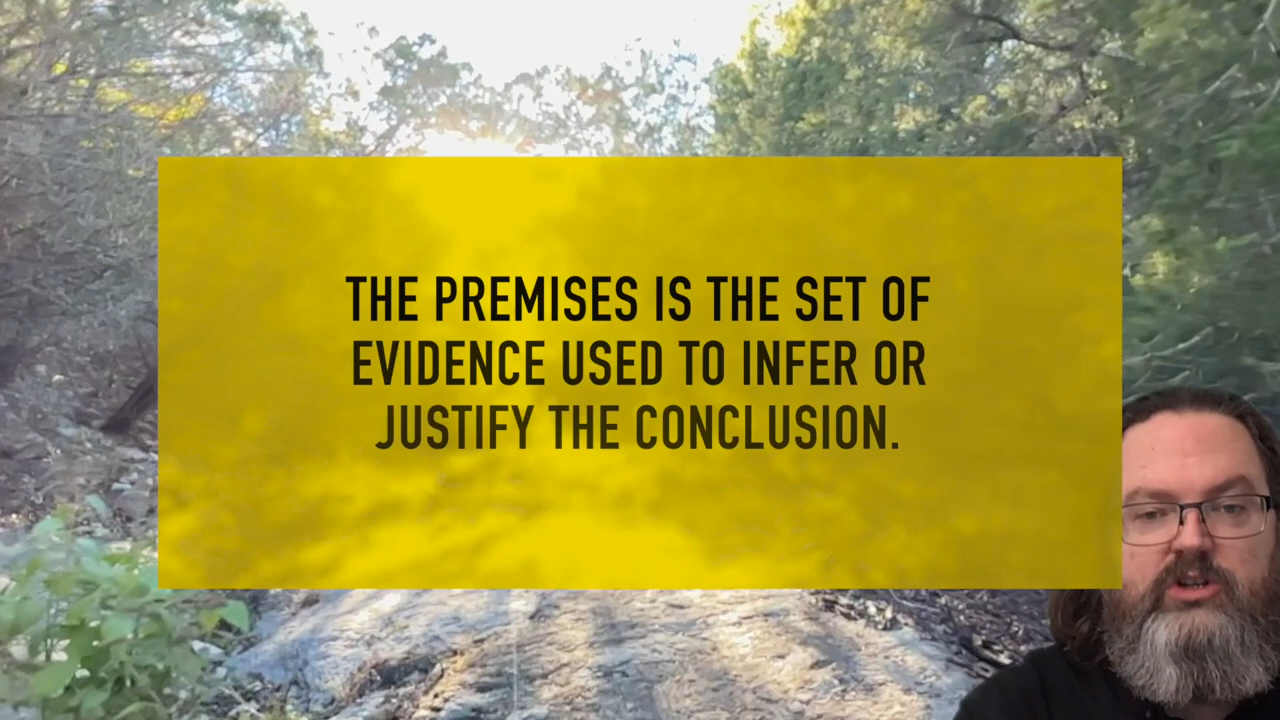 THE PREMISES IS THE SET OF
EVIDENCE USED TO INFER OR
JUSTIFY THE CONCLUSION.